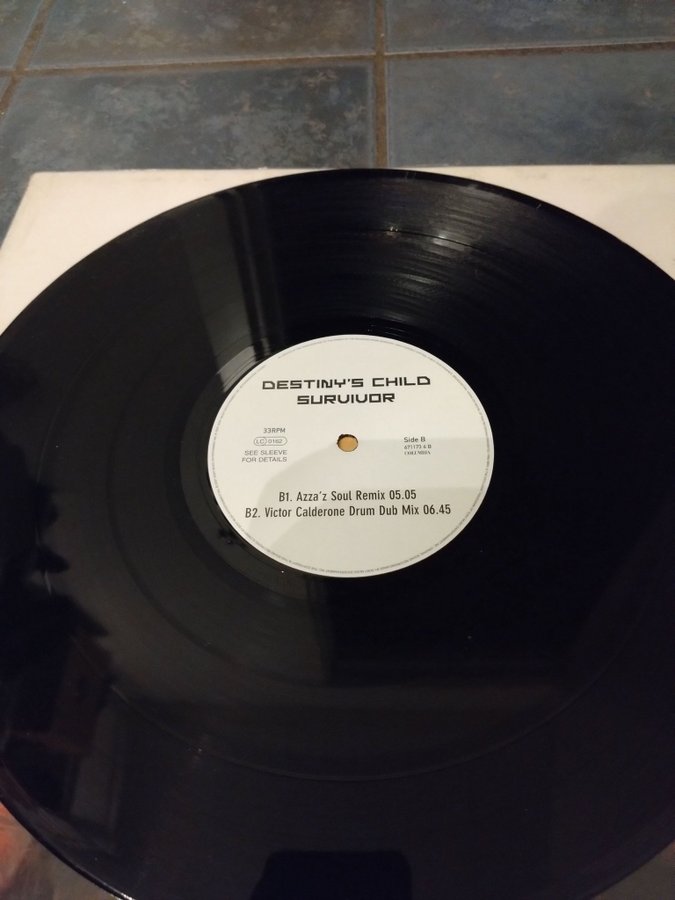 DESTINY'S CHILD
SURVIVOR
33RPM
LC 0162
SEE SLEEVE
FOR DETAILS
Side B
671173 6 B
COLUMBIA
B1. Azza'z Soul Remix 05.05
B2. Victor Calderone Drum Dub Mix 06.45